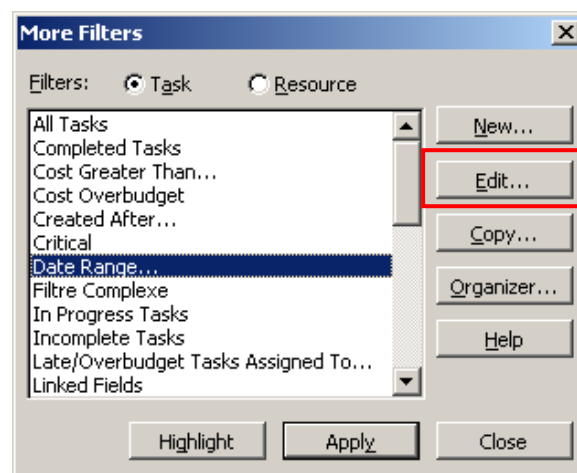 More Filters
Filters: Task Resource
All Tasks
Completed Tasks
Cost Greater Than...
Cost Overbudget
Created After...
Critical
Date Range...
Filtre Complexe
In Progress Tasks
Incomplete Tasks
Late/Overbudget Tasks Assigned To...
Linked Fields
New...
Edit...
Copy...
Organizer...
Help
Highlight Apply Close